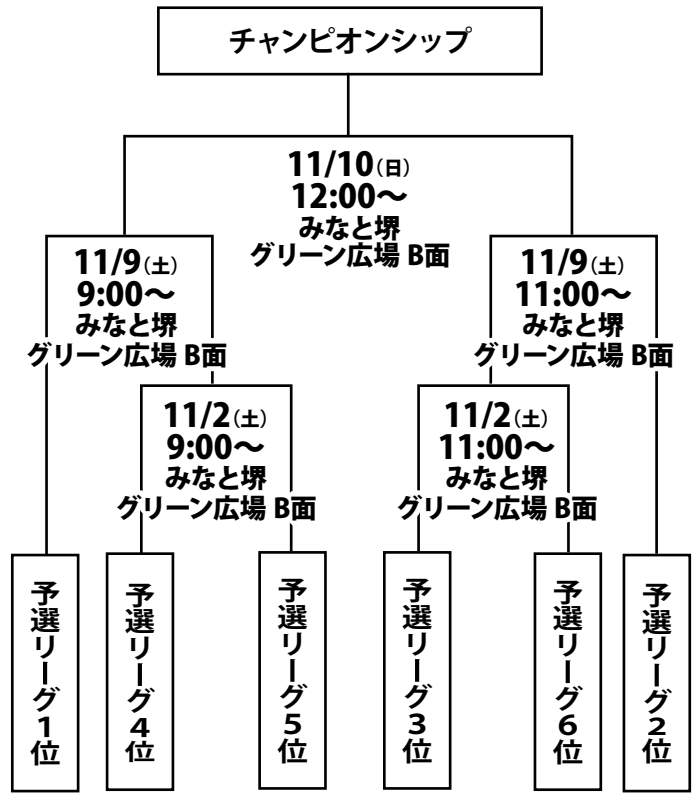 チャンピオンシップ
11/10(日)
12:00〜
みなと堺
グリーン広場 B面
11/9(土)
9:00〜
みなと堺
グリーン広場 B面
11/9(土)
11:00〜
みなと堺
グリーン広場 B面
11/2(土)
9:00〜
みなと堺
グリーン広場 B面
11/2(土)
11:00〜
みなと堺
グリーン広場 B面
予選リーグ1位
予選リーグ4位
予選リーグ5位
予選リーグ3位
予選リーグ6位
予選リーグ2位